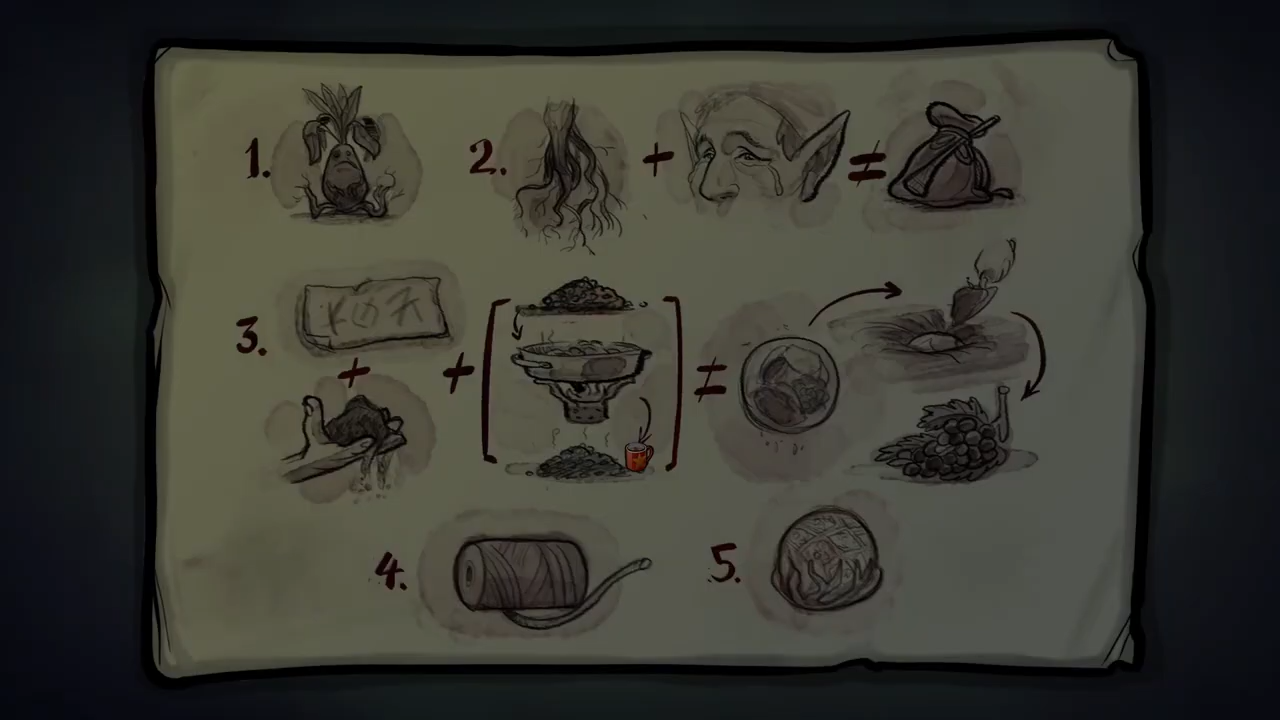 1. 2. + =
3. + + [ ] =
4. 5.